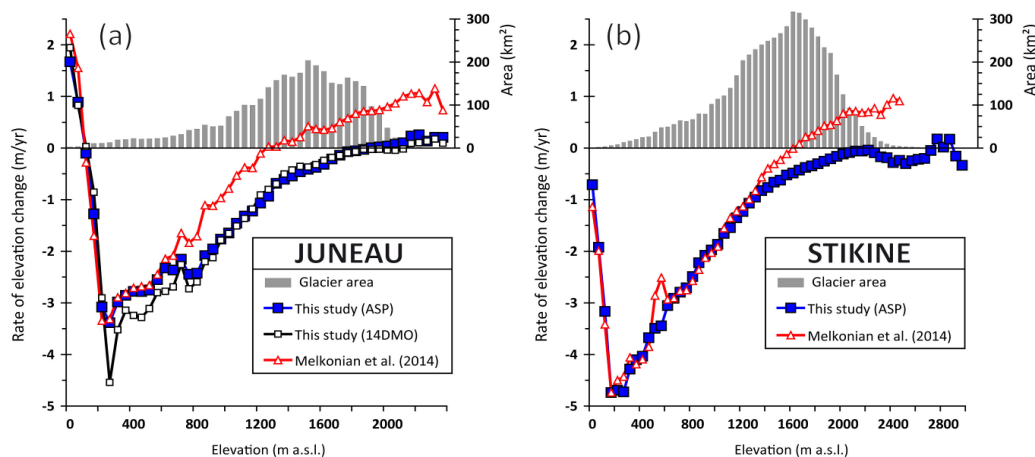 (a)
Rate of elevation change (m/yr)
2
1
0
-1
-2
-3
-4
-5
300
200
100
0
Area (km²)
JUNEAU
Glacier area
This study (ASP)
This study (14DMO)
Melkonian et al. (2014)
0 400 800 1200 1600 2000
Elevation (m a.s.l.)
(b)
Rate of elevation change (m/yr)
2
1
0
-1
-2
-3
-4
-5
300
200
100
0
Area (km²)
STIKINE
Glacier area
This study (ASP)
Melkonian et al. (2014)
0 400 800 1200 1600 2000 2400 2800
Elevation (m a.s.l.)